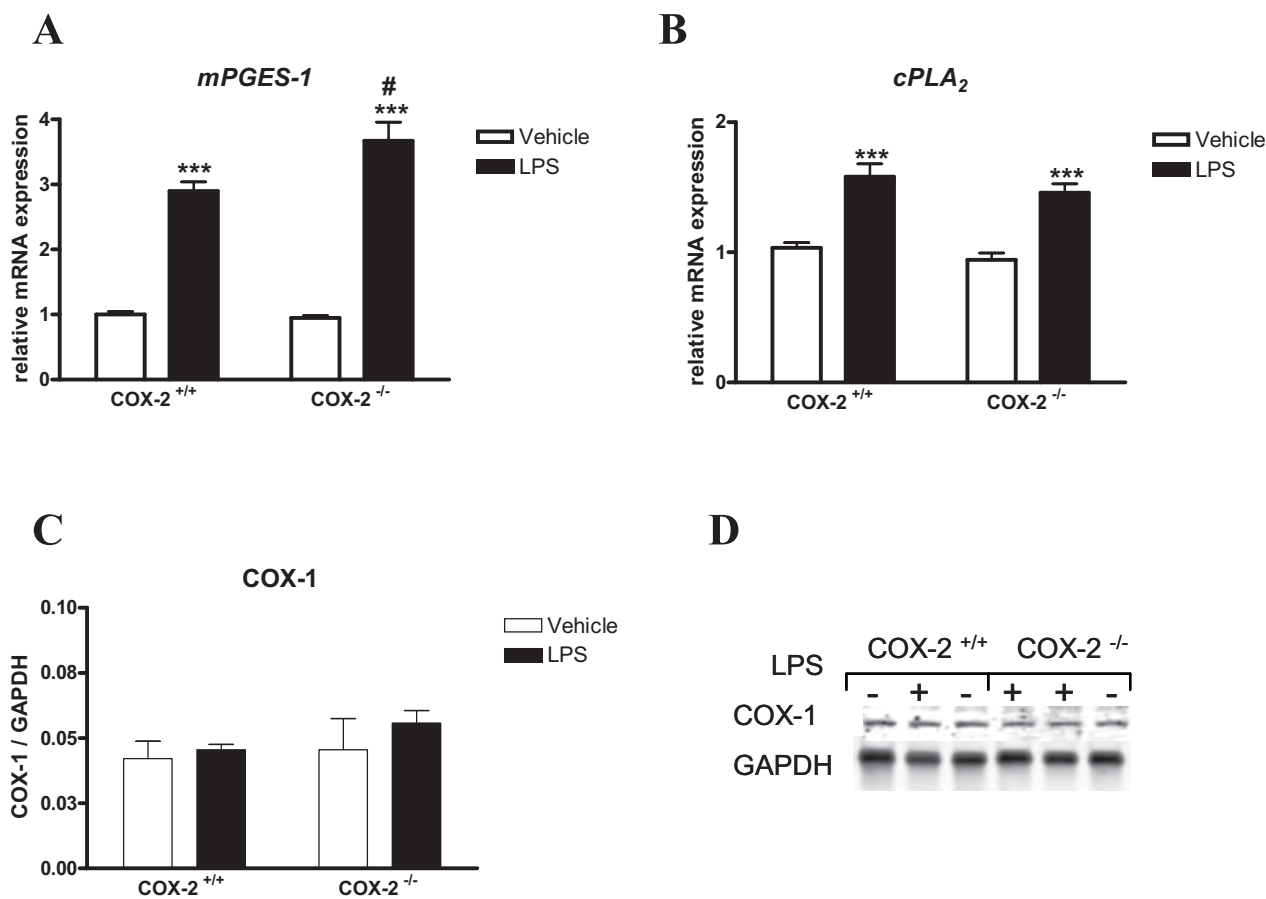 A
mPGES-1
#
***
***
4
3
2
1
0
relative mRNA expression
COX-2 +/+
COX-2 -/-
Vehicle
LPS
B
cPLA2
***
***
2
1
0
relative mRNA expression
COX-2 +/+
COX-2 -/-
Vehicle
LPS
C
COX-1
0.10
0.08
0.05
0.03
0.00
COX-1 / GAPDH
COX-2 +/+
COX-2 -/-
Vehicle
LPS
D
COX-2 +/+ COX-2 -/-
LPS
- + - + + -
COX-1
GAPDH